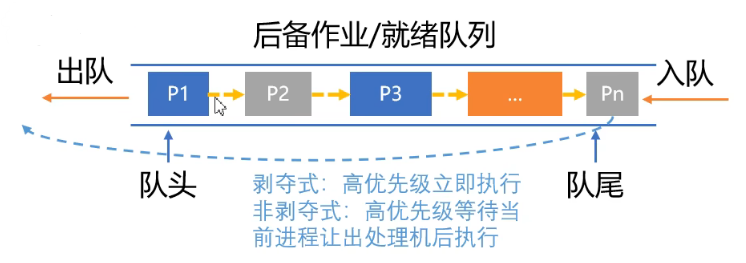 后备作业/就绪队列
出队
入队
P1
P2
P3
...
Pn
队头
队尾
剥夺式：高优先级立即执行
非剥夺式：高优先级等待当
前进程让出处理机后执行